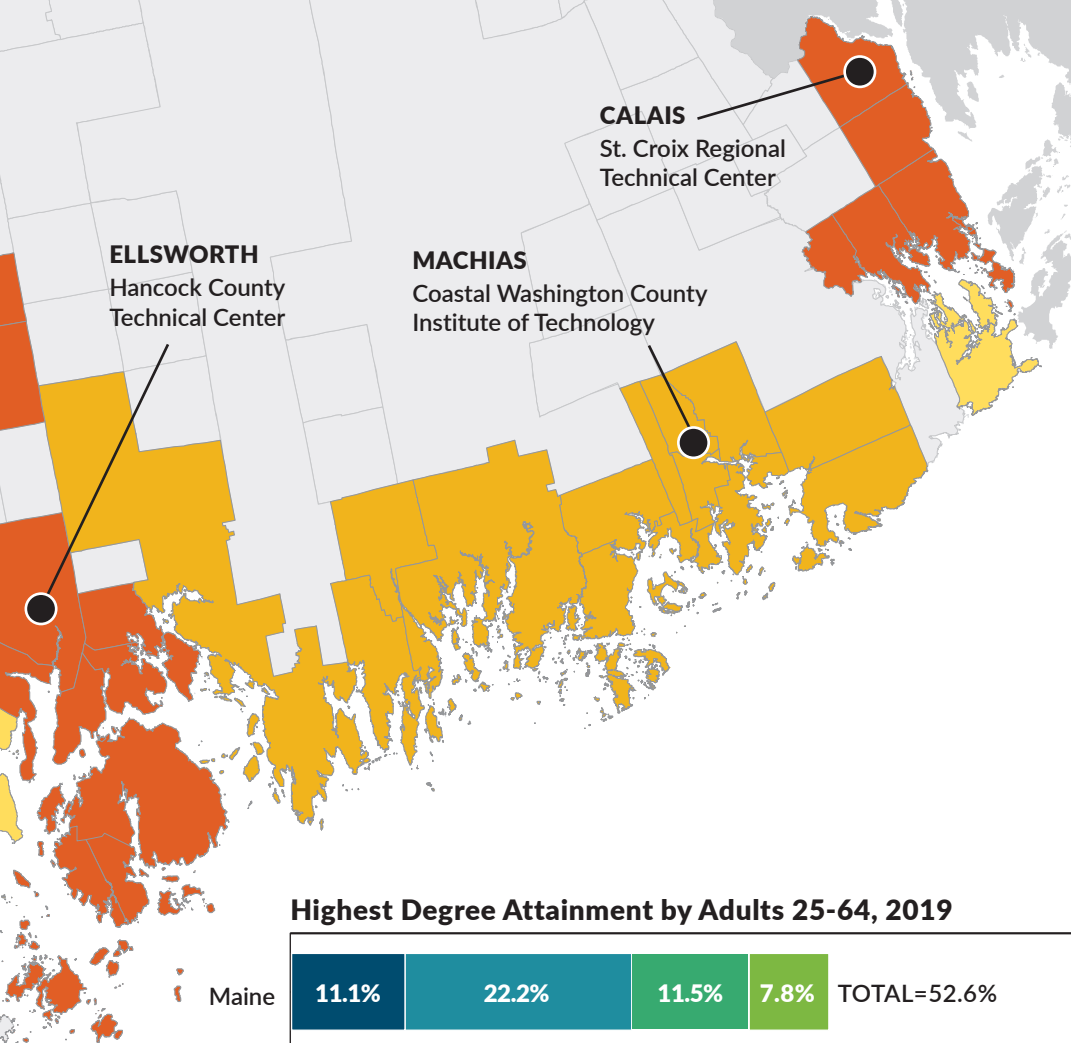 CALAIS
St. Croix Regional
Technical Center
ELLSWORTH
Hancock County
Technical Center
MACHIAS
Coastal Washington County
Institute of Technology
Highest Degree Attainment by Adults 25-64, 2019
Maine 11.1% 22.2% 11.5% 7.8% TOTAL=52.6%